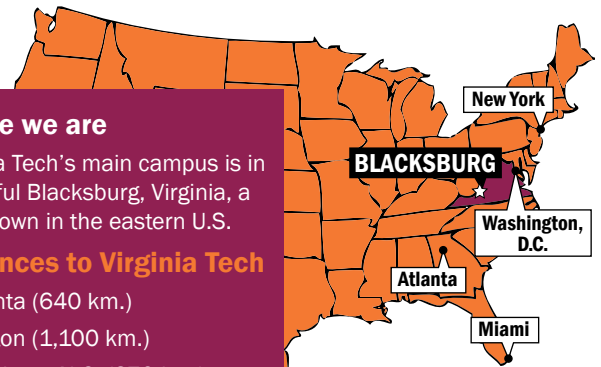 e we are
a Tech's main campus is in
ful Blacksburg, Virginia, a
own in the eastern U.S.
nces to Virginia Tech
nta (640 km.)
on (1,100 km.)
New York
BLACKSBURG
Washington,
D.C.
Atlanta
Miami